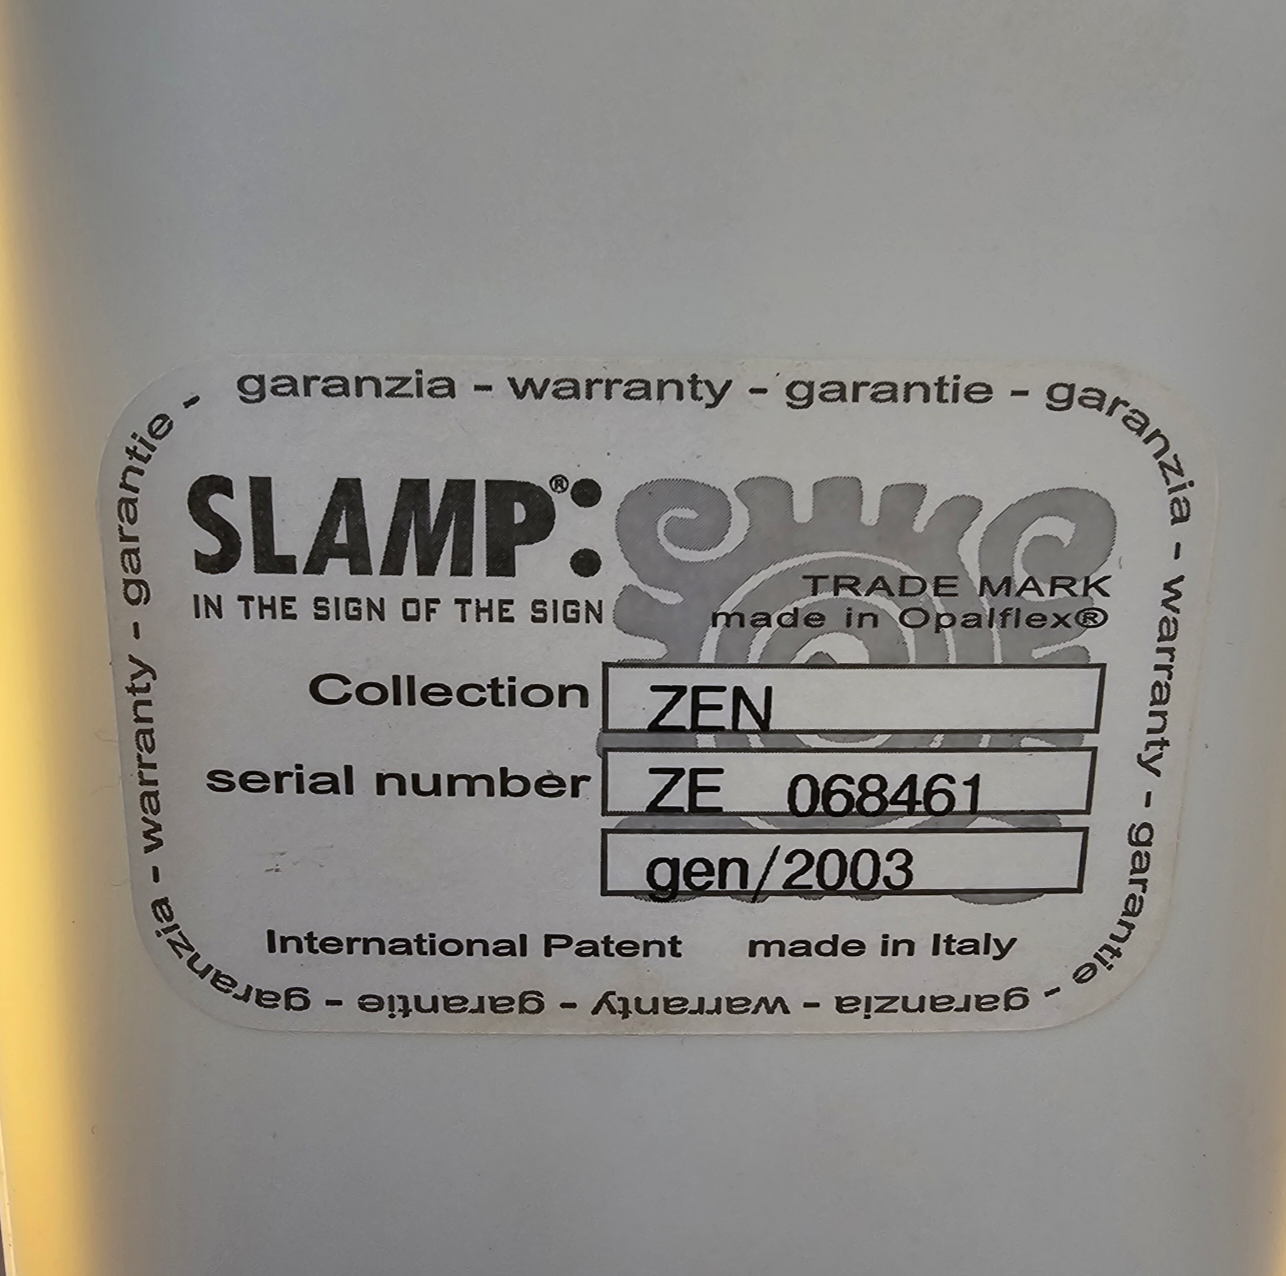 garanzia - warranty - garantie - garanzia - warranty - garantie - garanzia - warranty - garantie - garanzia - warranty - garantie -
SLAMP®:
IN THE SIGN OF THE SIGN
TRADE MARK
made in Opalflex®
Collection ZEN
serial number ZE 068461
gen/2003
International Patent made in Italy